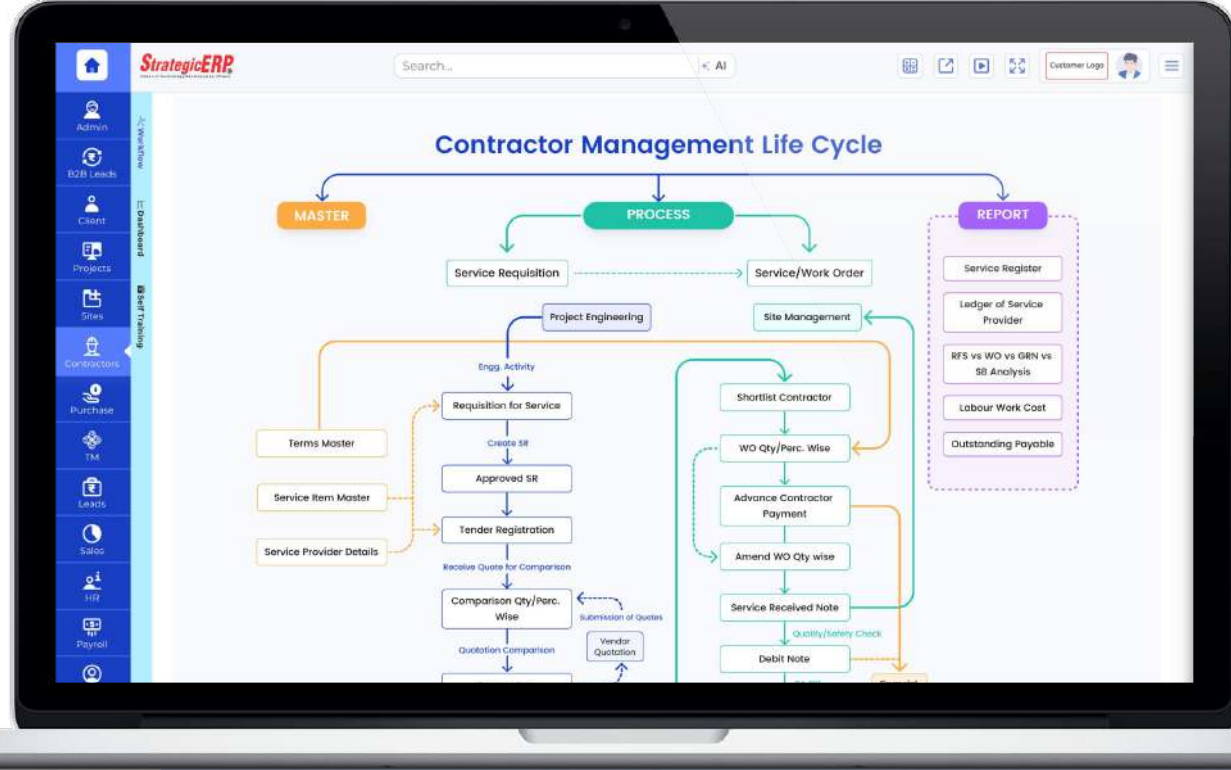 StrategicERP
Search...
AI
Customer Logo
Admin
B2B Leads
Client
Projects
Sites
Contractors
Purchase
TM
Leads
Sales
HR
Payroll
Workflow
Dashboard
Self Training
Contractor Management Life Cycle
MASTER
PROCESS
REPORT
Service Requisition
Service/Work Order
Project Engineering
Site Management
Engg. Activity
Requisition for Service
Create SR
Approved SR
Tender Registration
Receive Quote for Comparison
Comparison Qty/Perc.
Wise
Submission of Quotes
Quotation Comparison
Vendor
Quotation
Terms Master
Service Item Master
Service Provider Details
Shortlist Contractor
WO Qty/Perc. Wise
Advance Contractor
Payment
Amend WO Qty wise
Service Received Note
Quality/Safety Check
Debit Note
Service Register
Ledger of Service
Provider
RFS vs WO vs GRN vs
SB Analysis
Labour Work Cost
Outstanding Payable